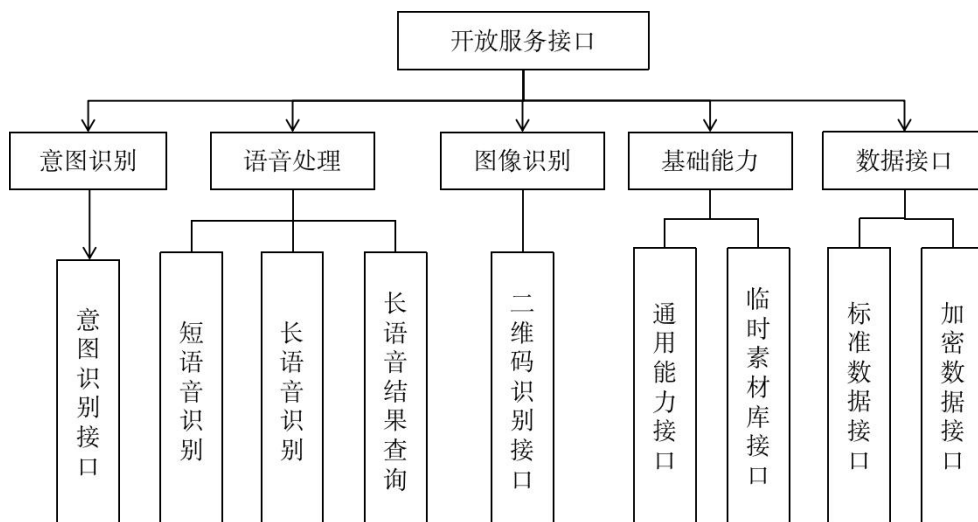 开放服务接口
意图识别
语音处理
图像识别
基础能力
数据接口
意图识别接口
短语音识别
长语音识别
长语音结果查询
二维码识别接口
通用能力接口
临时素材库接口
标准数据接口
加密数据接口